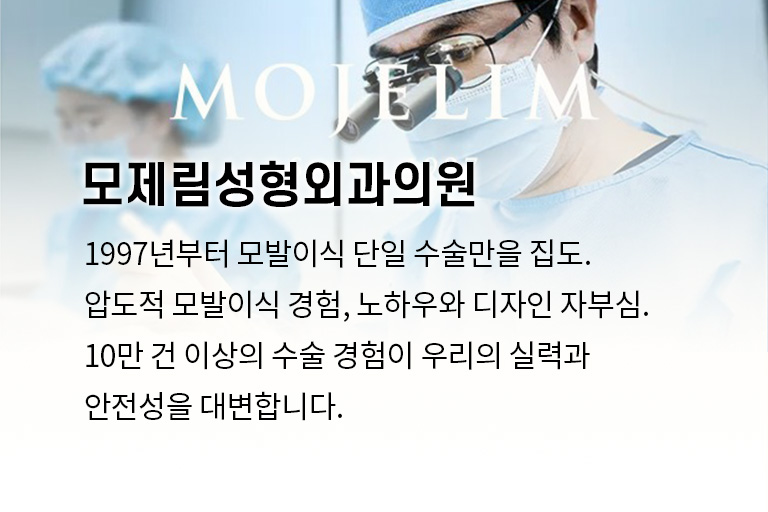 MOJELIM
모제림성형외과의원
1997년부터 모발이식 단일 수술만을 집도.
압도적 모발이식 경험, 노하우와 디자인 자부심.
10만 건 이상의 수술 경험이 우리의 실력과
안전성을 대변합니다.